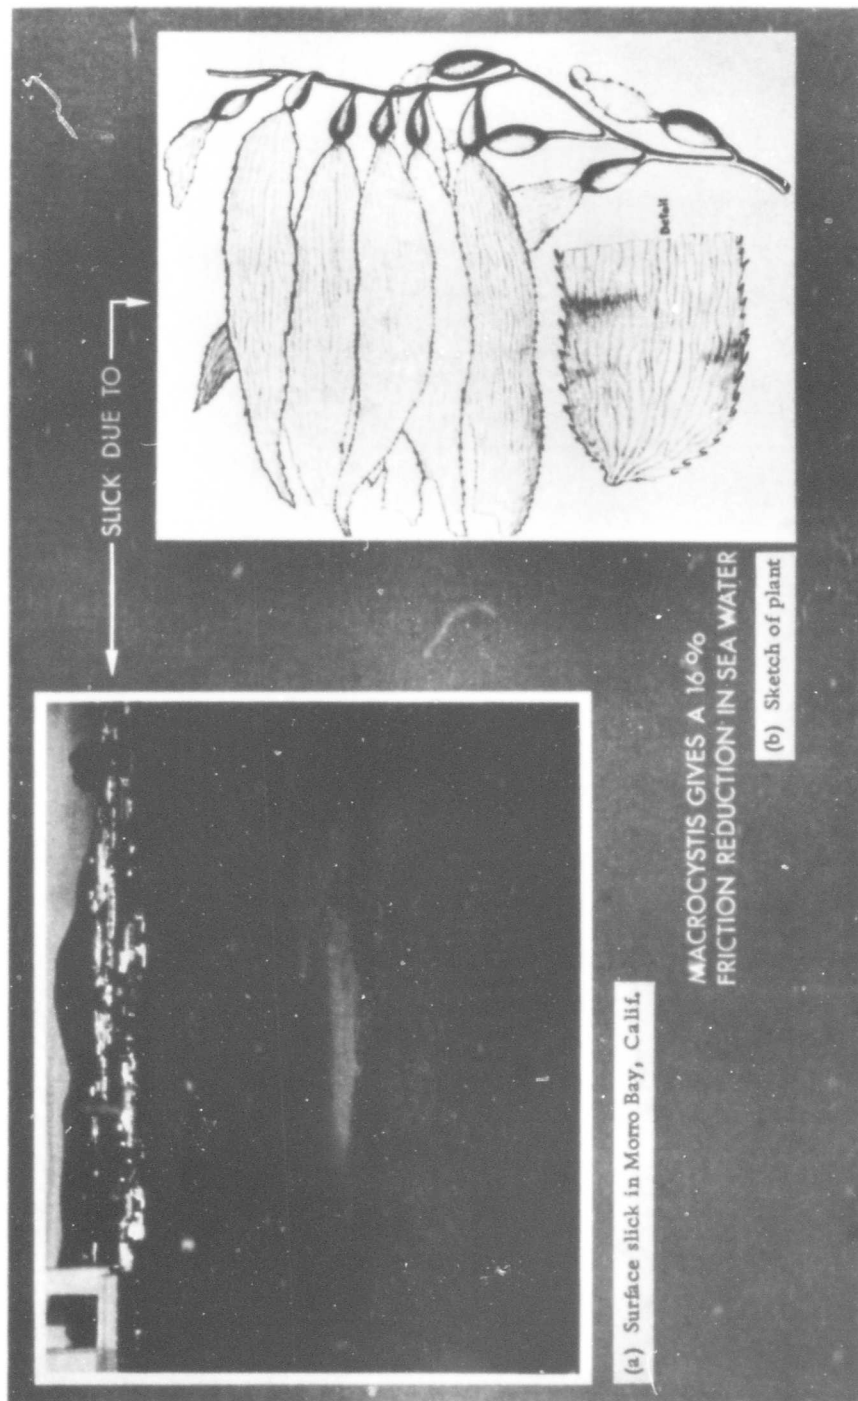 SLICK DUE TO
Detail
MACROCYSTIS GIVES A 16%
FRICTION REDUCTION IN SEA WATER
(a) Surface slick in Morro Bay, Calif.
(b) Sketch of plant